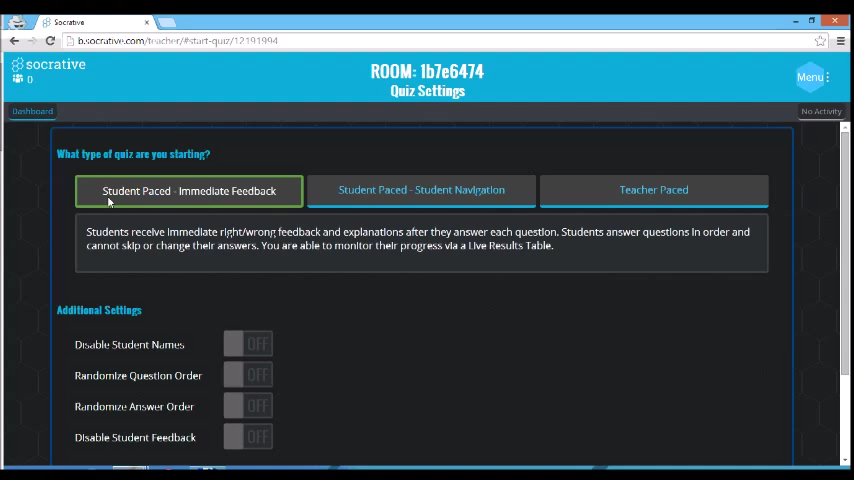 Socrative
b.socrative.com/teacher/#start-quiz/12191994
socrative
0
ROOM: 1b7e6474
Quiz Settings
Menu
Dashboard
No Activity
What type of quiz are you starting?
Student Paced - Immediate Feedback
Student Paced - Student Navigation
Teacher Paced
Students receive immediate right/wrong feedback and explanations after they answer each question. Students answer questions in order and
cannot skip or change their answers. You are able to monitor their progress via a Live Results Table.
Additional Settings
Disable Student Names
OFF
Randomize Question Order
OFF
Randomize Answer Order
OFF
Disable Student Feedback
OFF